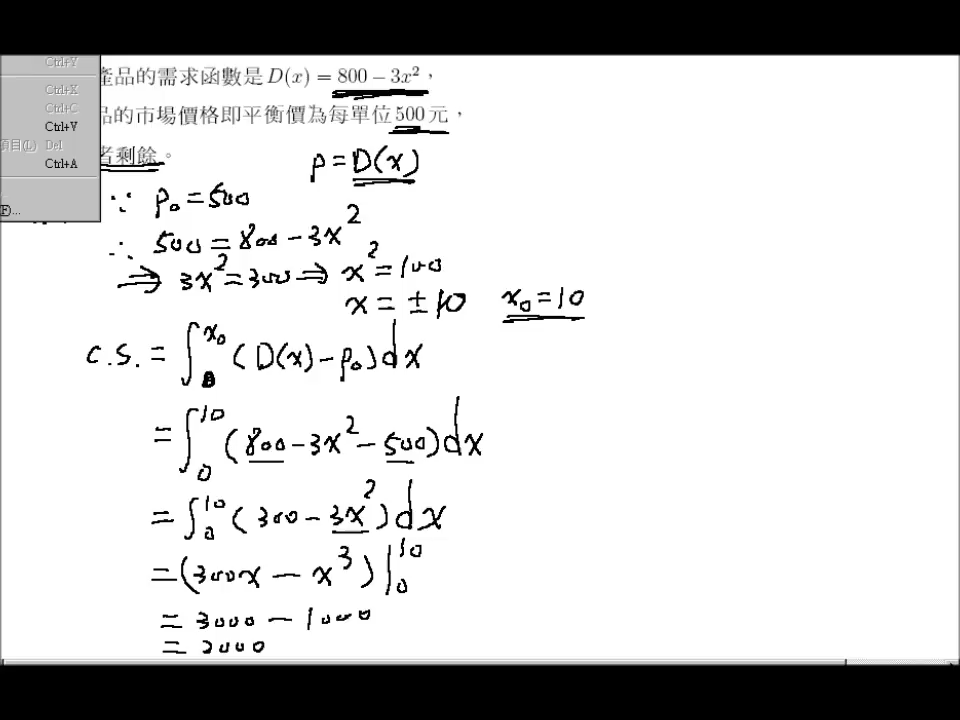 Ctrl+Y
產品的需求函數是 D(x) = 800 − 3x²，
Ctrl+X
Ctrl+C
品的市場價格即平衡價為每單位 500 元，
Ctrl+V
項目(L) Del
者剩餘。
Ctrl+A
p = D(x)
∵ p₀ = 500
∴ 500 = 800 − 3x²
⇒ 3x² = 300 ⇒ x² = 100
x = ±10 x₀ = 10
C.S. = ∫₀^x₀ (D(x) − p₀) dx
= ∫₀^10 (800 − 3x² − 500) dx
= ∫₀^10 (300 − 3x²) dx
= (300x − x³) |₀^10
= 3000 − 1000
= 2000